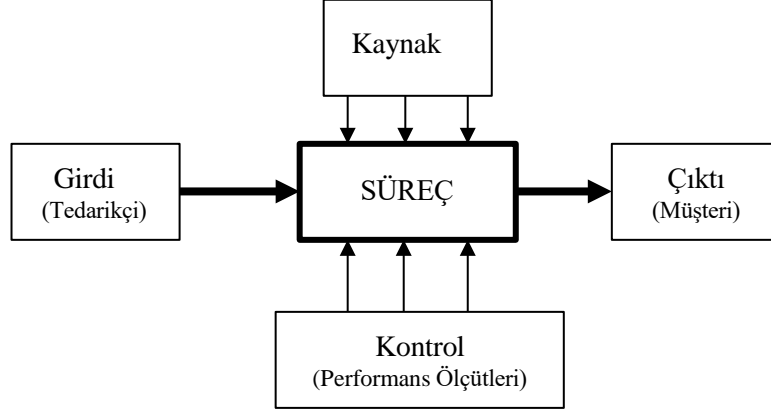 Kaynak
Girdi
(Tedarikçi)
SÜREÇ
Çıktı
(Müşteri)
Kontrol
(Performans Ölçütleri)